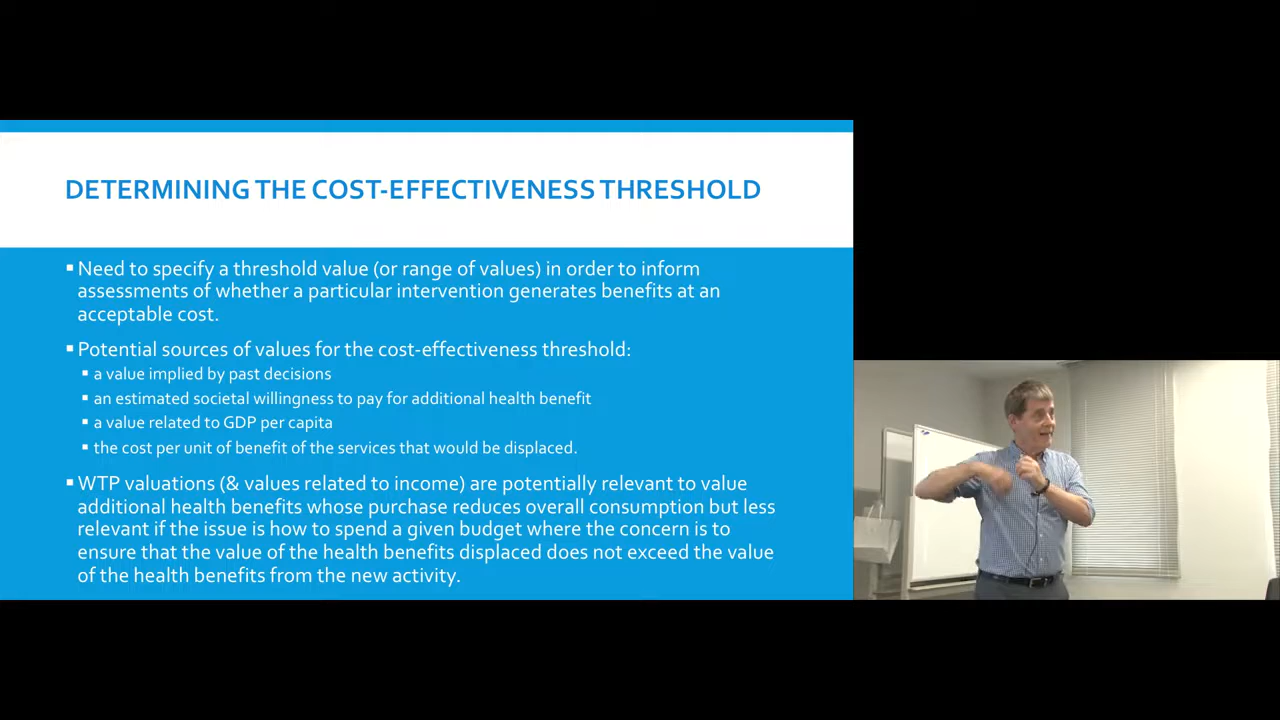 DETERMINING THE COST-EFFECTIVENESS THRESHOLD
▪ Need to specify a threshold value (or range of values) in order to inform
assessments of whether a particular intervention generates benefits at an
acceptable cost.
▪ Potential sources of values for the cost-effectiveness threshold:
▪ a value implied by past decisions
▪ an estimated societal willingness to pay for additional health benefit
▪ a value related to GDP per capita
▪ the cost per unit of benefit of the services that would be displaced.
▪ WTP valuations (& values related to income) are potentially relevant to value
additional health benefits whose purchase reduces overall consumption but less
relevant if the issue is how to spend a given budget where the concern is to
ensure that the value of the health benefits displaced does not exceed the value
of the health benefits from the new activity.